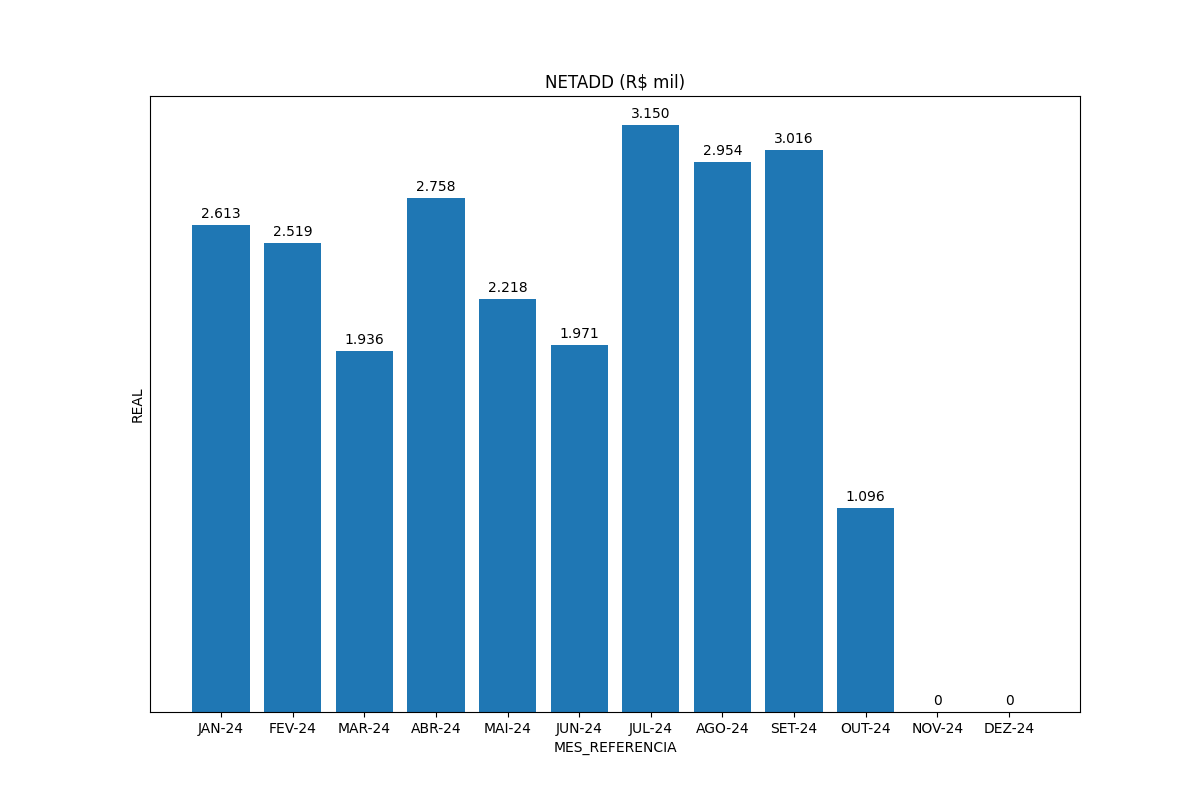 NETADD (R$ mil)
3.150
3.016
2.954
2.758
2.613
2.519
2.218
1.971
1.936
1.096
0 0
REAL
JAN-24 FEV-24 MAR-24 ABR-24 MAI-24 JUN-24 JUL-24 AGO-24 SET-24 OUT-24 NOV-24 DEZ-24
MES_REFERENCIA